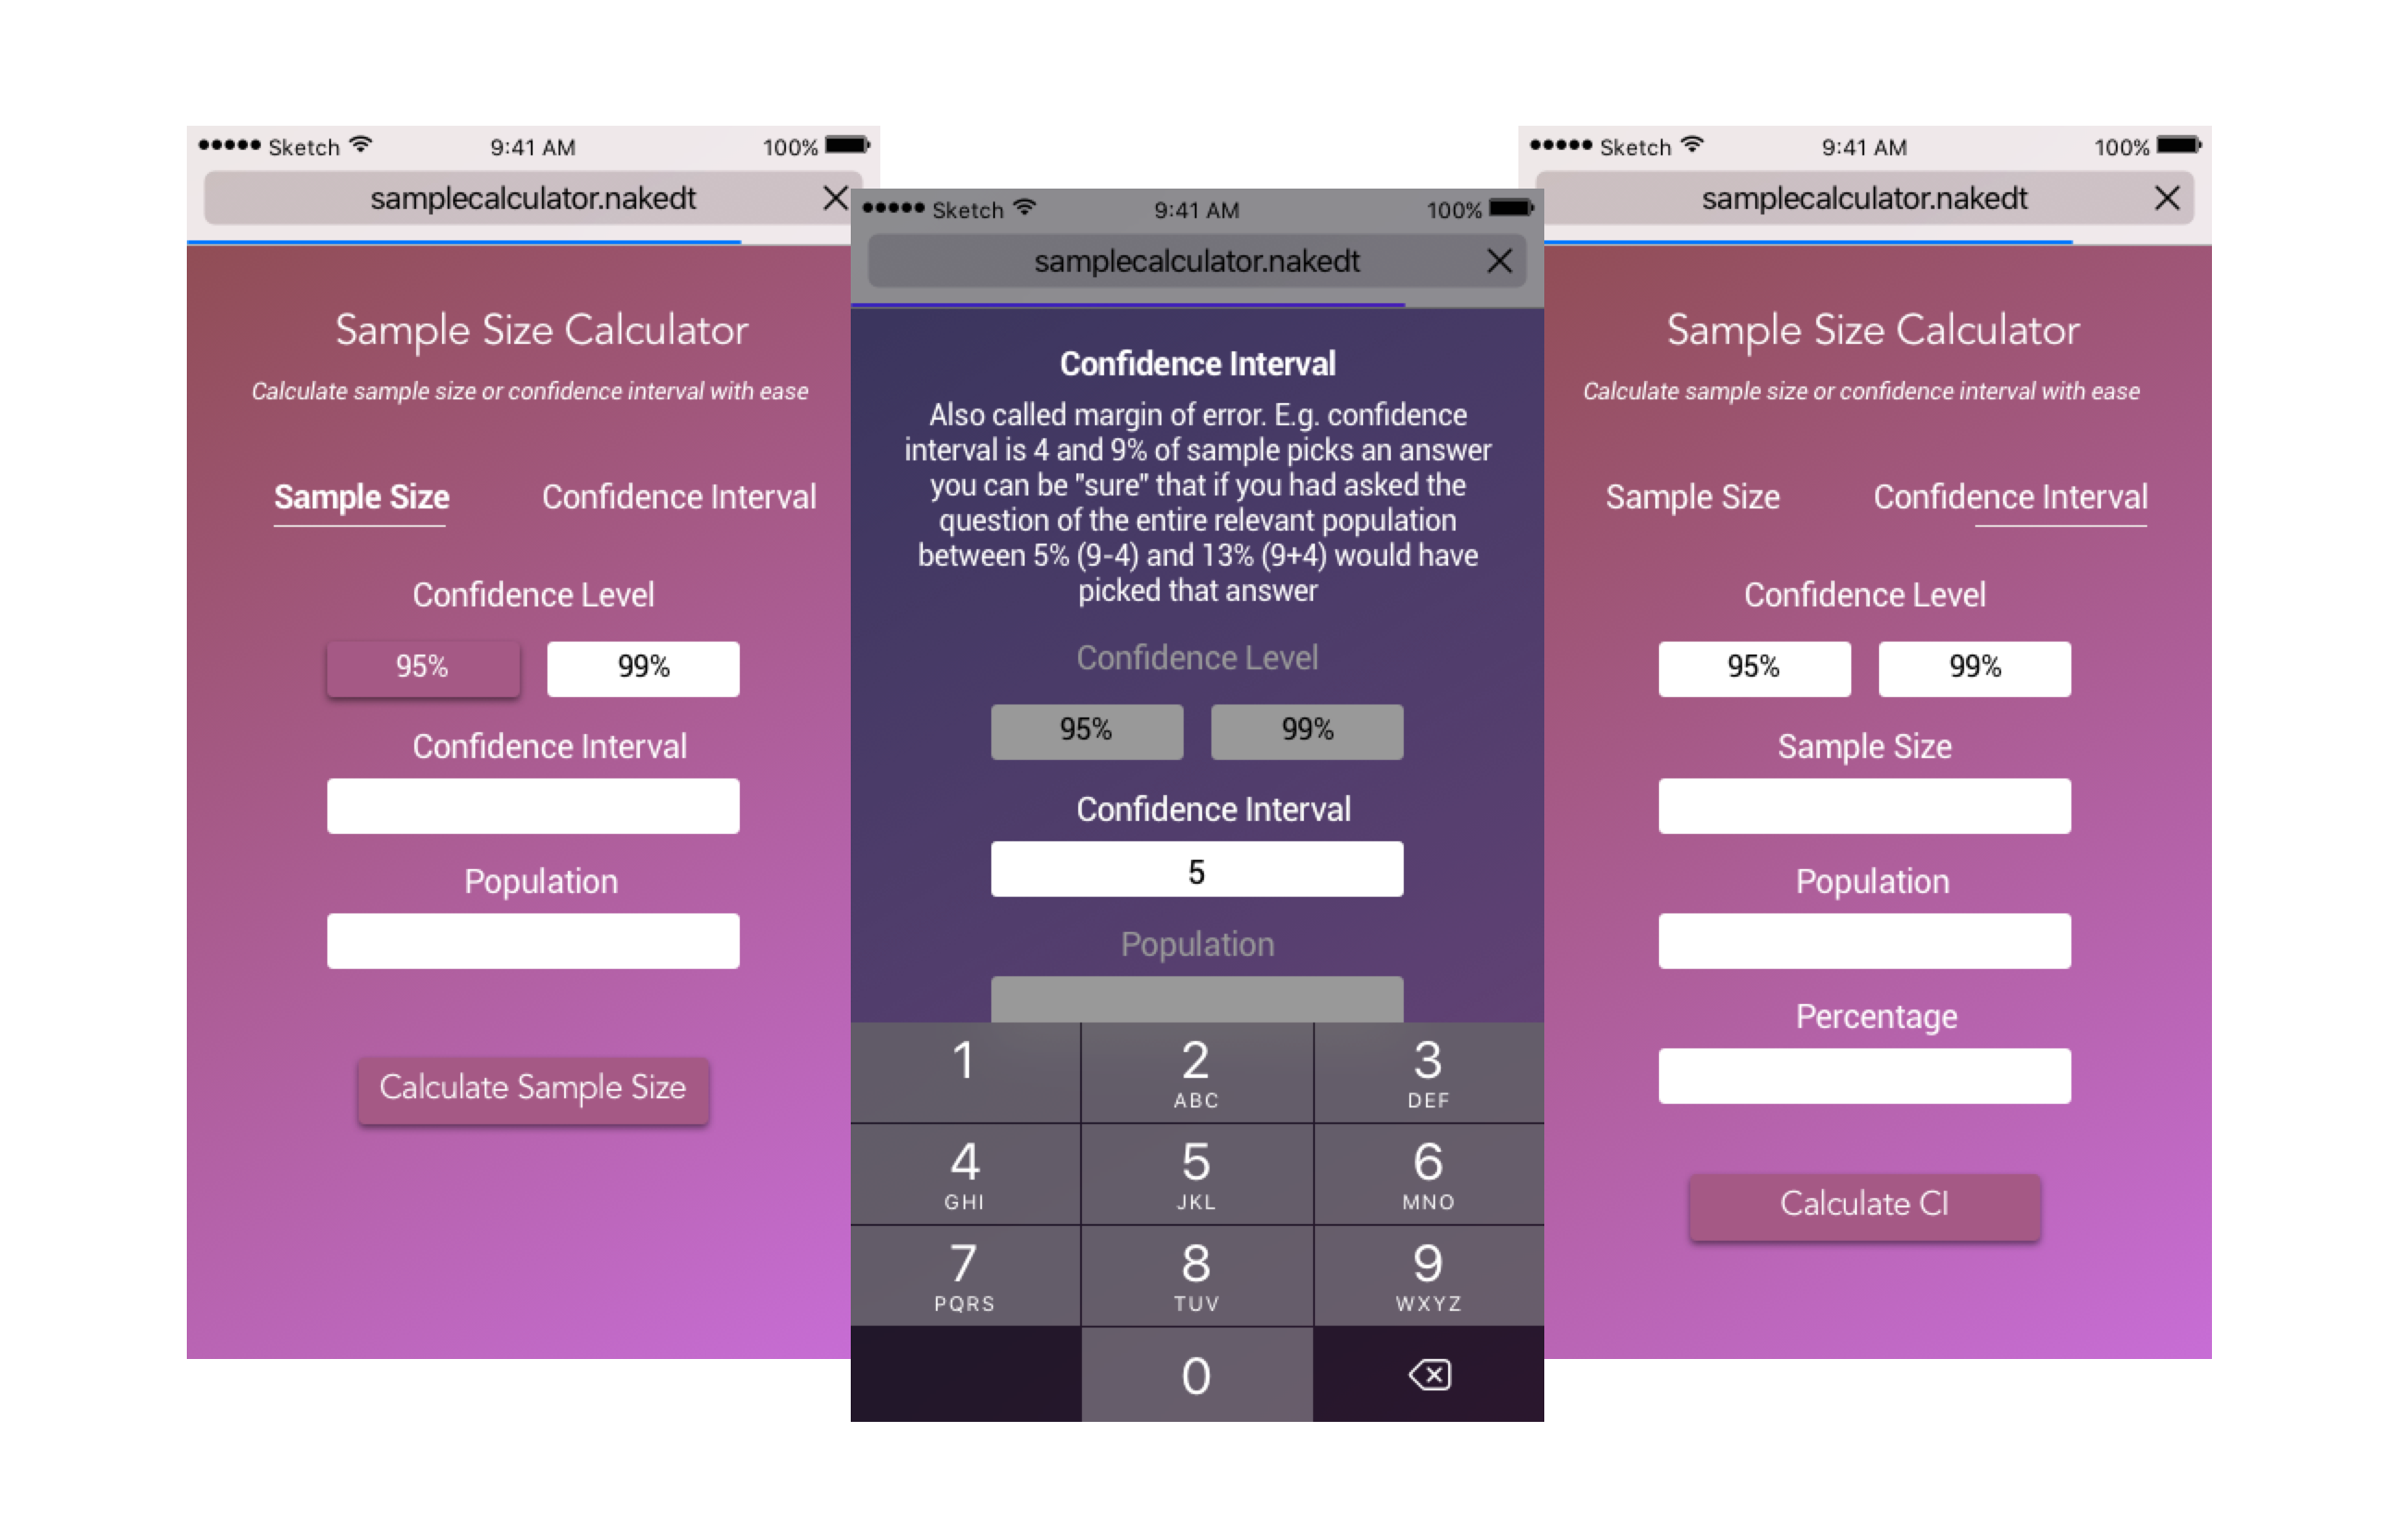 ●●●●● Sketch 9:41 AM 100%
samplecalculator.nakedt
Sample Size Calculator
Calculate sample size or confidence interval with ease
Sample Size Confidence Interval
Confidence Level
95% 99%
Confidence Interval
Population
Calculate Sample Size
●●●●● Sketch 9:41 AM 100%
samplecalculator.nakedt
Confidence Interval
Also called margin of error. E.g. confidence
interval is 4 and 9% of sample picks an answer
you can be "sure" that if you had asked the
question of the entire relevant population
between 5% (9-4) and 13% (9+4) would have
picked that answer
Confidence Level
95% 99%
Confidence Interval
5
Population
1 2 3
ABC DEF
4 5 6
GHI JKL MNO
7 8 9
PQRS TUV WXYZ
0
●●●●● Sketch 9:41 AM 100%
samplecalculator.nakedt
Sample Size Calculator
Calculate sample size or confidence interval with ease
Sample Size Confidence Interval
Confidence Level
95% 99%
Sample Size
Population
Percentage
Calculate CI